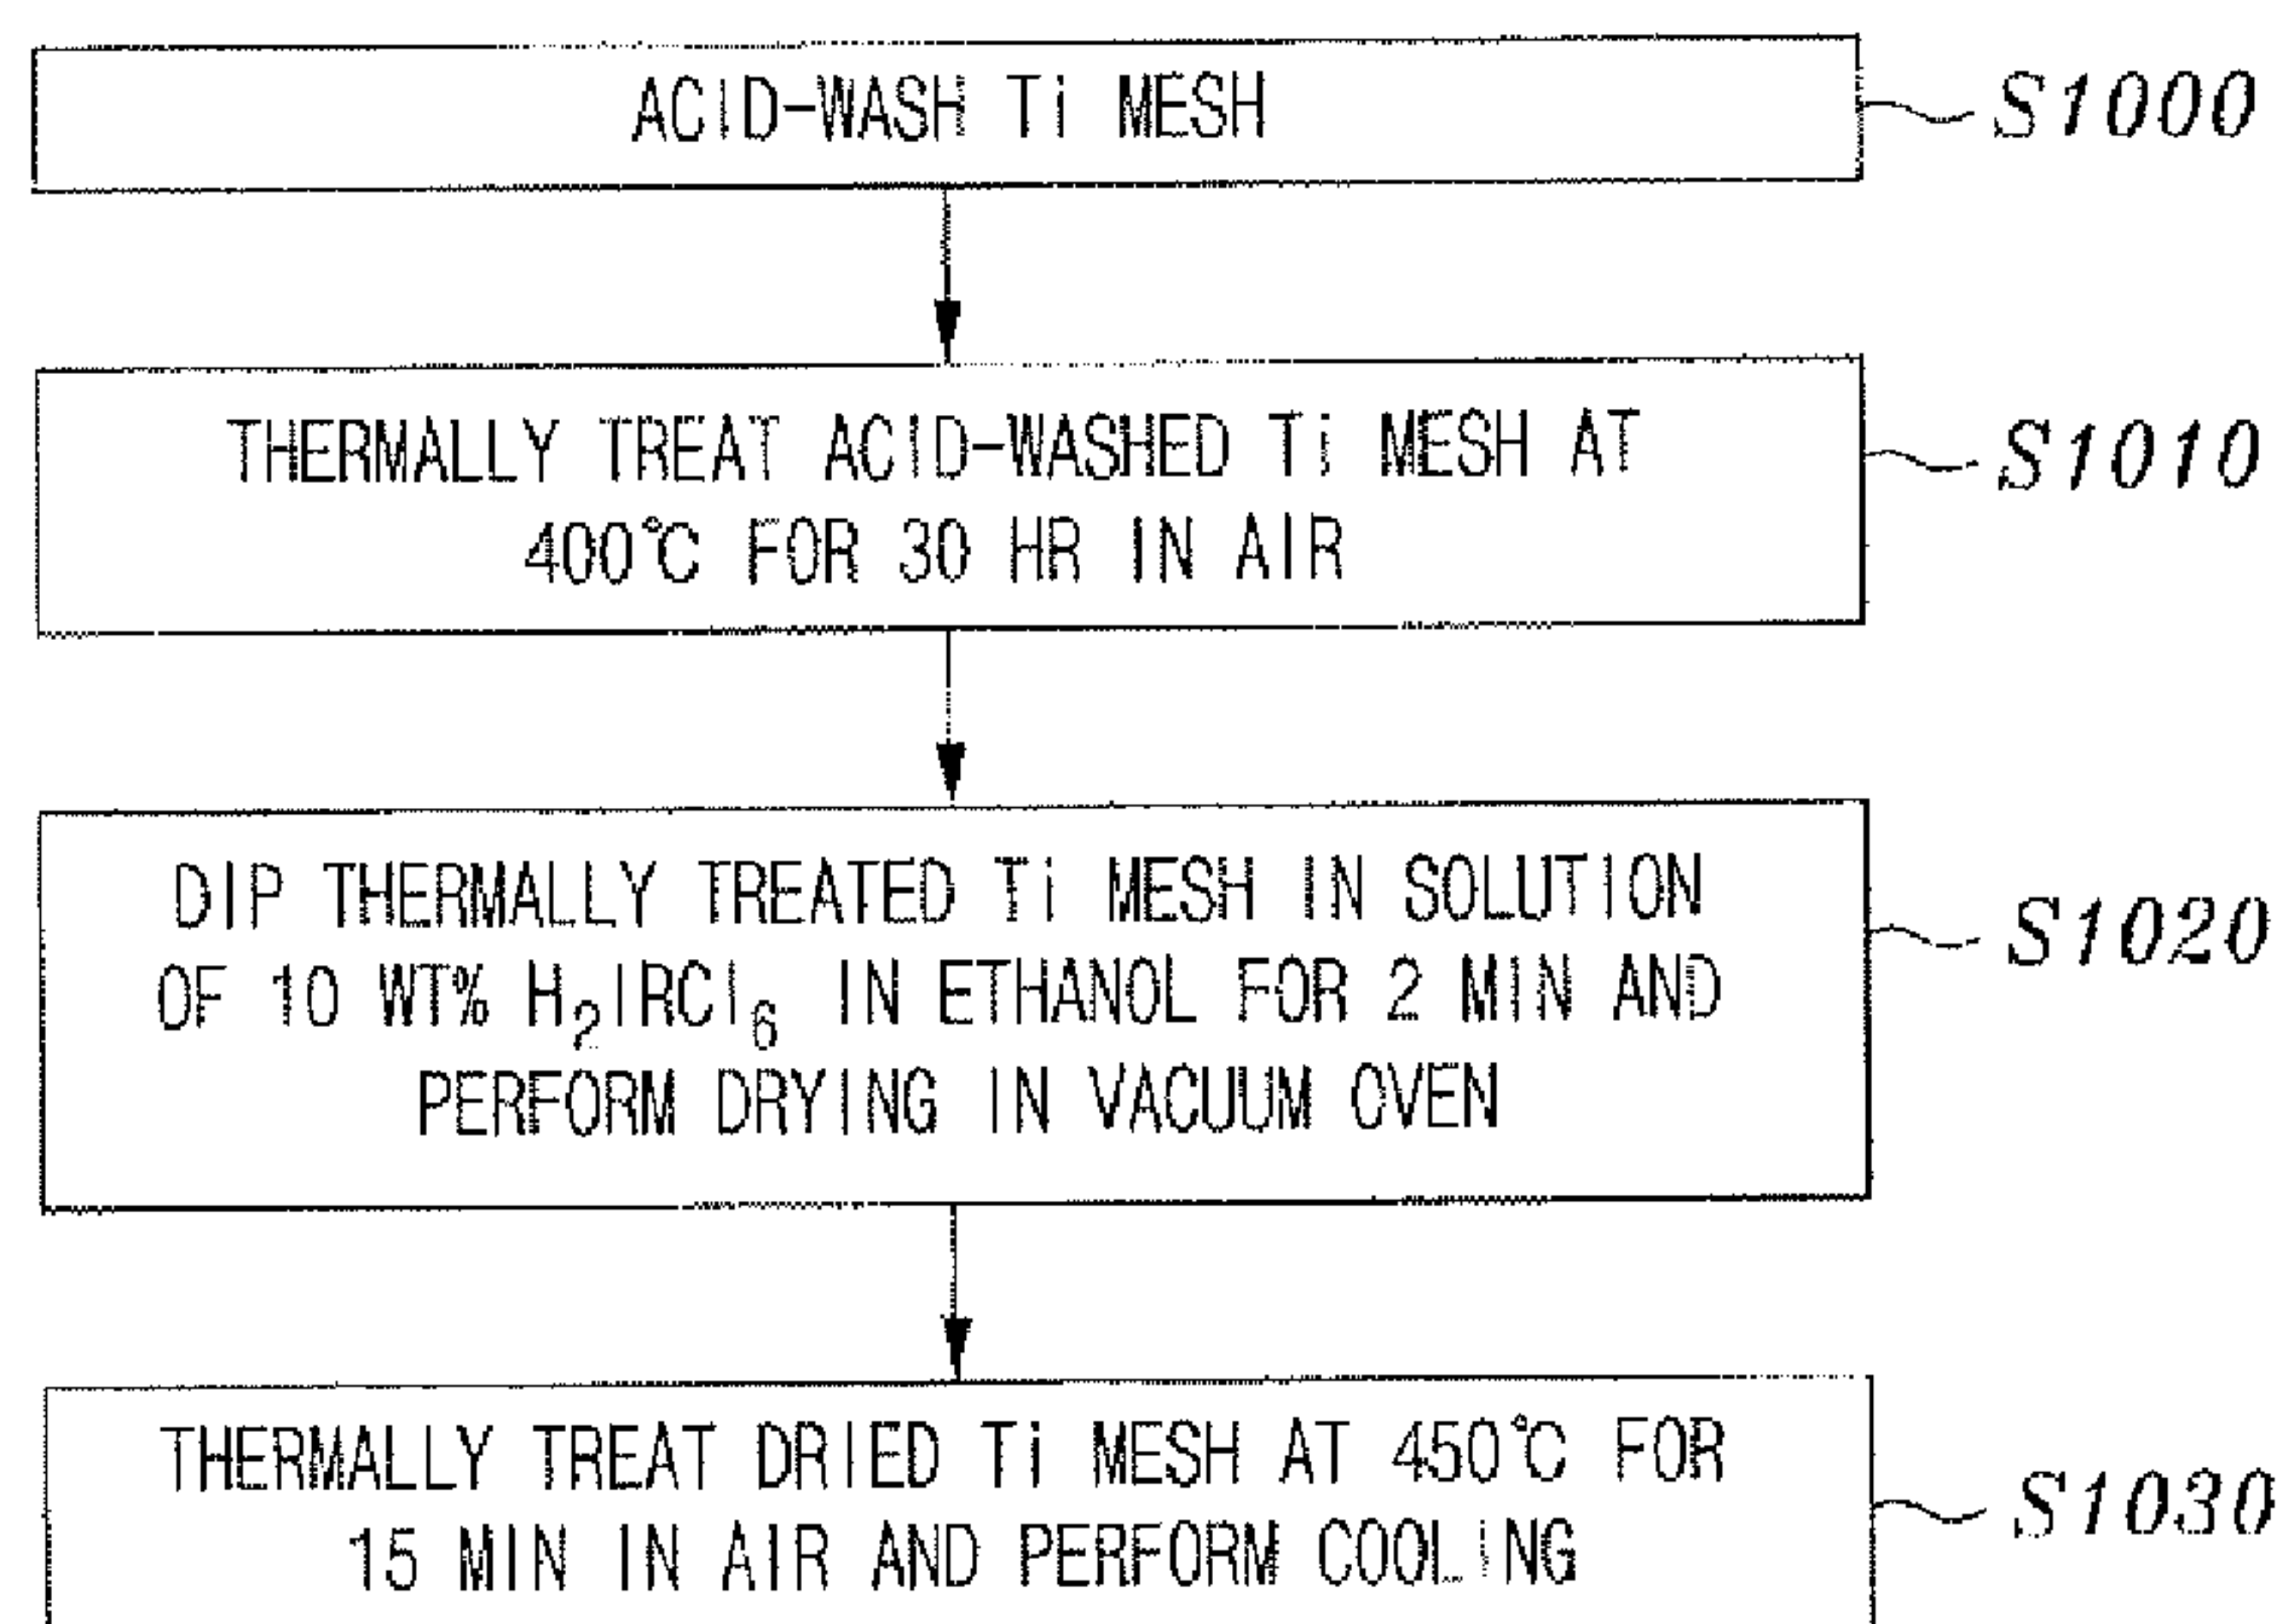 ACID-WASH Ti MESH
S1000
THERMALLY TREAT ACID-WASHED Ti MESH AT
400℃ FOR 30 HR IN AIR
S1010
DIP THERMALLY TREATED Ti MESH IN SOLUTION
OF 10 WT% H₂IRCl₆ IN ETHANOL FOR 2 MIN AND
PERFORM DRYING IN VACUUM OVEN
S1020
THERMALLY TREAT DRIED Ti MESH AT 450℃ FOR
15 MIN IN AIR AND PERFORM COOLING
S1030